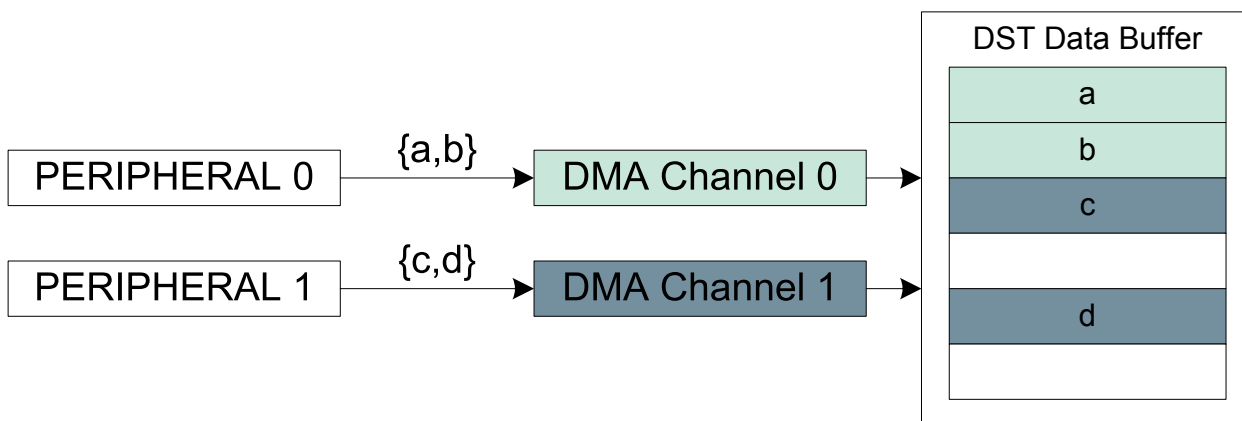 DST Data Buffer
a
{a,b}
b
PERIPHERAL 0
DMA Channel 0
c
{c,d}
PERIPHERAL 1
DMA Channel 1
d